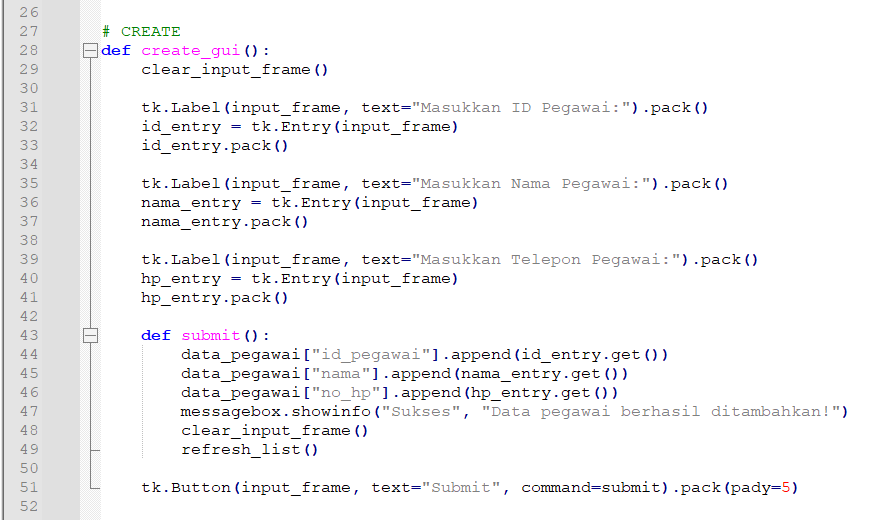 26
27 # CREATE
28 def create_gui():
29     clear_input_frame()
30
31     tk.Label(input_frame, text="Masukkan ID Pegawai:").pack()
32     id_entry = tk.Entry(input_frame)
33     id_entry.pack()
34
35     tk.Label(input_frame, text="Masukkan Nama Pegawai:").pack()
36     nama_entry = tk.Entry(input_frame)
37     nama_entry.pack()
38
39     tk.Label(input_frame, text="Masukkan Telepon Pegawai:").pack()
40     hp_entry = tk.Entry(input_frame)
41     hp_entry.pack()
42
43     def submit():
44         data_pegawai["id_pegawai"].append(id_entry.get())
45         data_pegawai["nama"].append(nama_entry.get())
46         data_pegawai["no_hp"].append(hp_entry.get())
47         messagebox.showinfo("Sukses", "Data pegawai berhasil ditambahkan!")
48         clear_input_frame()
49         refresh_list()
50
51     tk.Button(input_frame, text="Submit", command=submit).pack(pady=5)
52